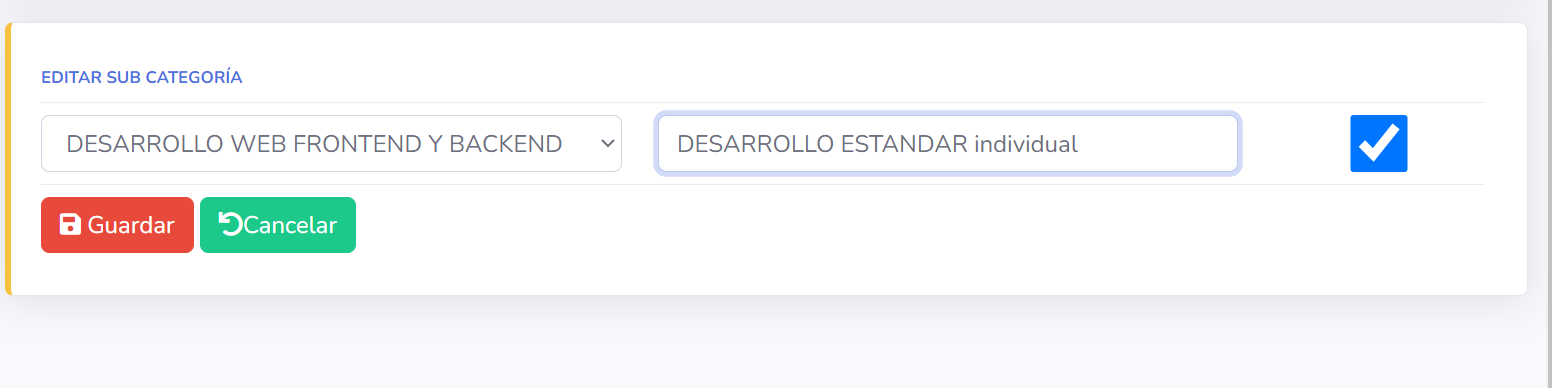 EDITAR SUB CATEGORÍA
DESARROLLO WEB FRONTEND Y BACKEND DESARROLLO ESTANDAR individual
Guardar Cancelar